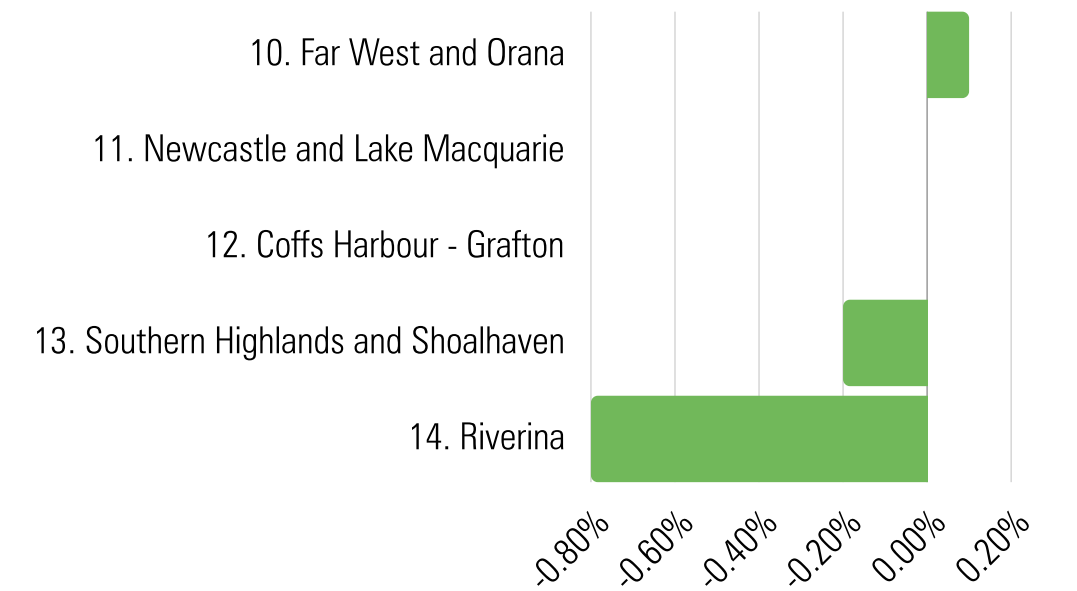 10. Far West and Orana
11. Newcastle and Lake Macquarie
12. Coffs Harbour - Grafton
13. Southern Highlands and Shoalhaven
14. Riverina
-0.80%
-0.60%
-0.40%
-0.20%
0.00%
0.20%